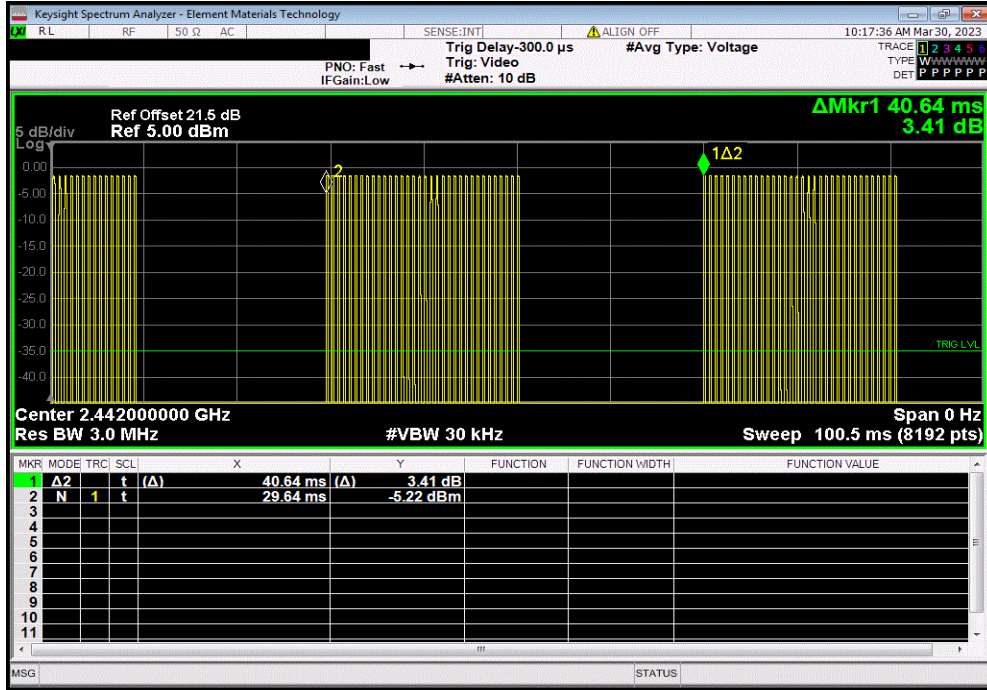 Keysight Spectrum Analyzer - Element Materials Technology
LXI RL RF 50 Ω AC SENSE:INT ALIGN OFF 10:17:36 AM Mar 30, 2023
Trig Delay-300.0 µs #Avg Type: Voltage TRACE 1 2 3 4 5 6
PNO: Fast Trig: Video TYPE WWWWWW
IFGain:Low #Atten: 10 dB DET P P P P P P
ΔMkr1 40.64 ms
3.41 dB
Ref Offset 21.5 dB
5 dB/div Ref 5.00 dBm
Log
1Δ2
0.00
2
-5.00
-10.0
-15.0
-20.0
-25.0
-30.0
-35.0
TRIG LVL
-40.0
Center 2.442000000 GHz Span 0 Hz
Res BW 3.0 MHz #VBW 30 kHz Sweep 100.5 ms (8192 pts)
MKR MODE TRC SCL X Y FUNCTION FUNCTION WIDTH FUNCTION VALUE
1 Δ2 t (Δ) 40.64 ms (Δ) 3.41 dB
2 N 1 t 29.64 ms -5.22 dBm
3
4
5
6
7
8
9
10
11
MSG STATUS